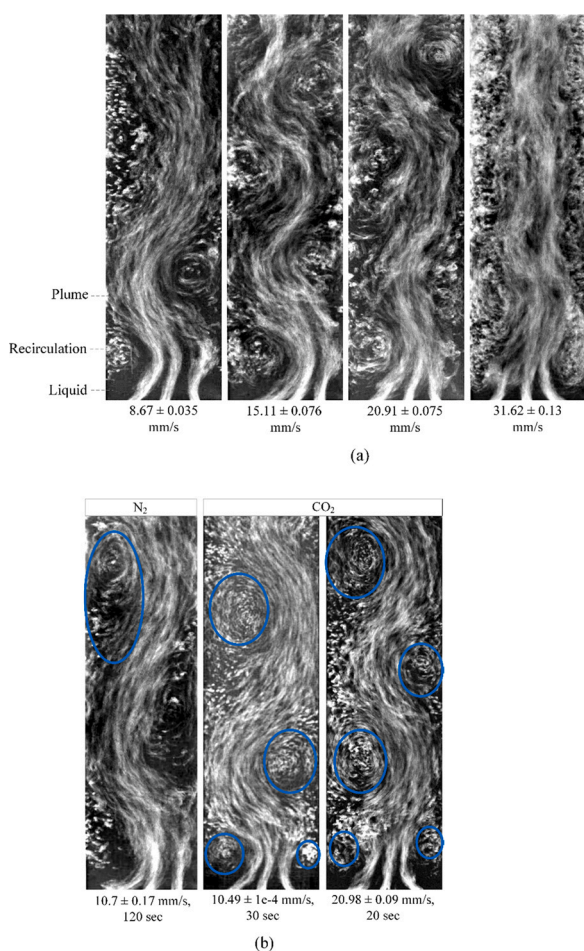 Plume
Recirculation
Liquid
8.67 ± 0.035
mm/s
15.11 ± 0.076
mm/s
20.91 ± 0.075
mm/s
31.62 ± 0.13
mm/s
(a)
N₂
CO₂
10.7 ± 0.17 mm/s,
120 sec
10.49 ± 1e-4 mm/s,
30 sec
20.98 ± 0.09 mm/s,
20 sec
(b)